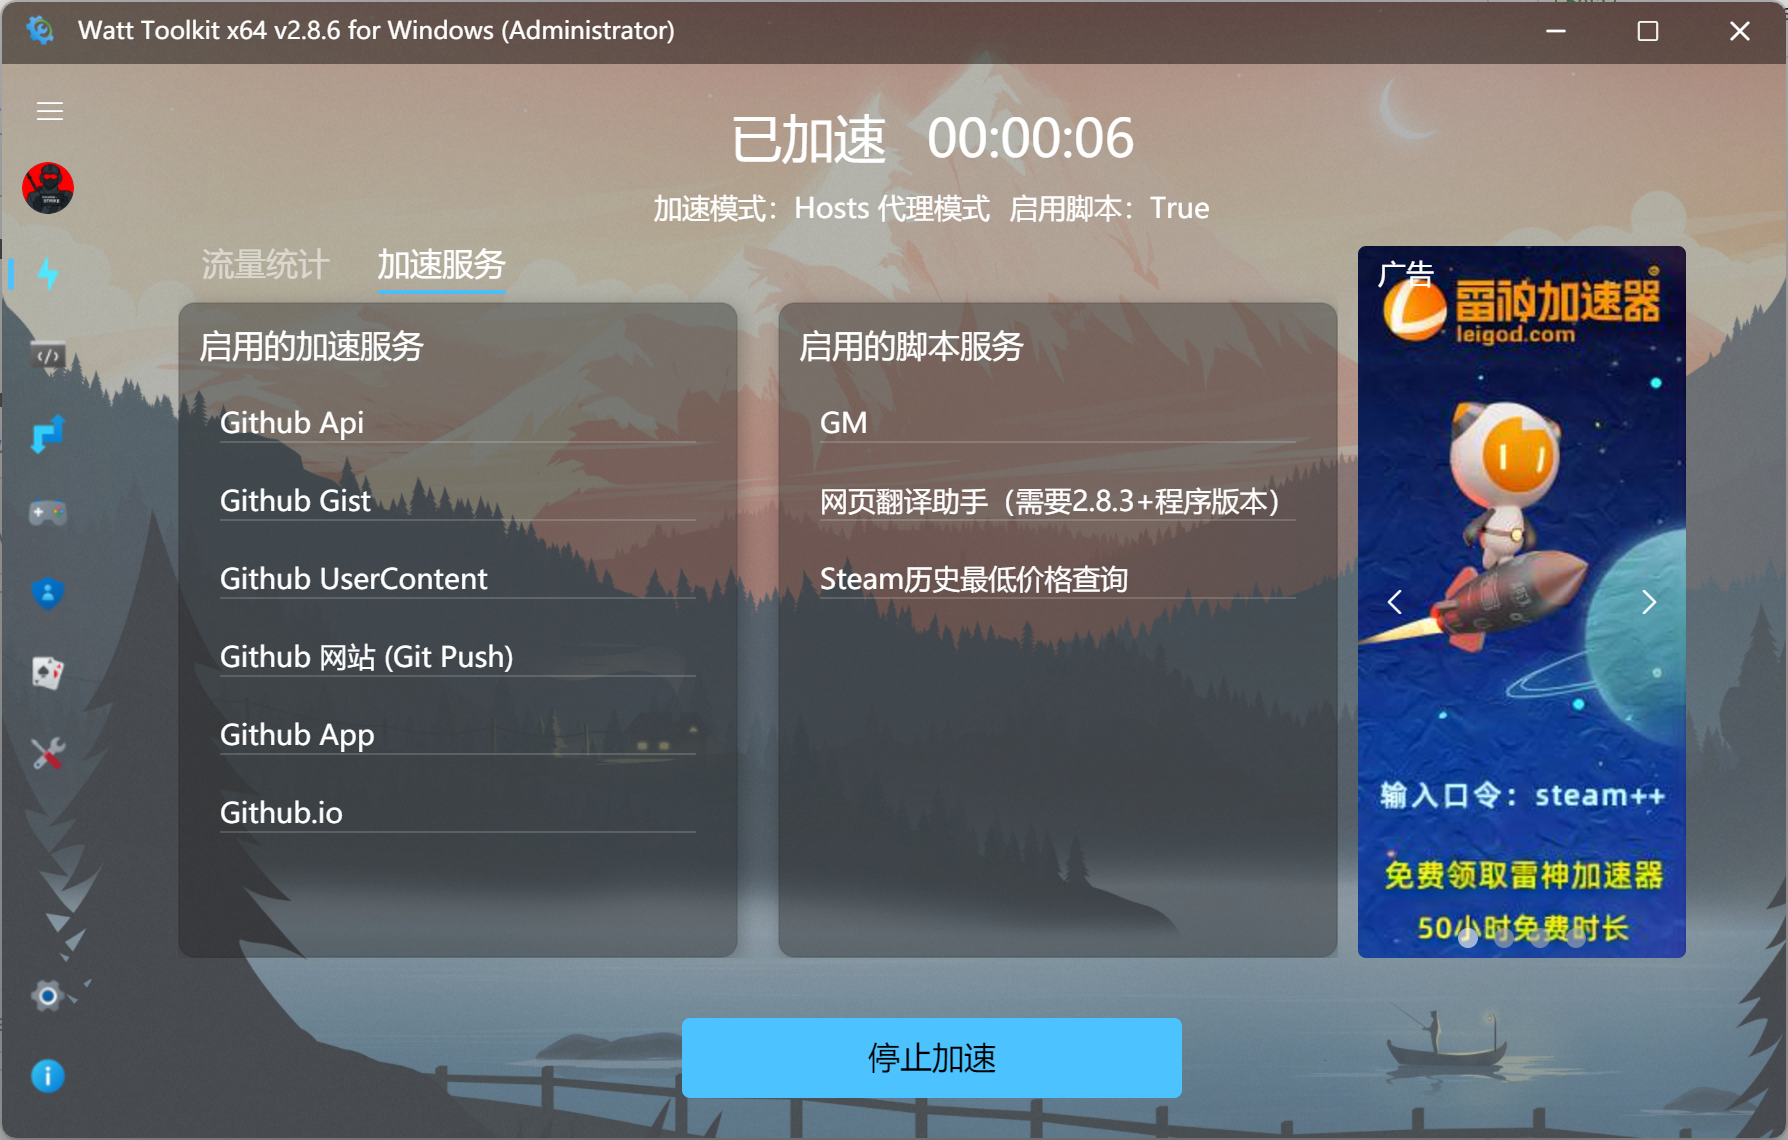 Watt Toolkit x64 v2.8.6 for Windows (Administrator)
已加速 00:00:06
加速模式：Hosts 代理模式 启用脚本：True
流量统计 加速服务
启用的加速服务
Github Api
Github Gist
Github UserContent
Github 网站 (Git Push)
Github App
Github.io
启用的脚本服务
GM
网页翻译助手（需要2.8.3+程序版本）
Steam历史最低价格查询
广告
雷神加速器
leigod.com
输入口令：steam++
免费领取雷神加速器
50小时免费时长
停止加速